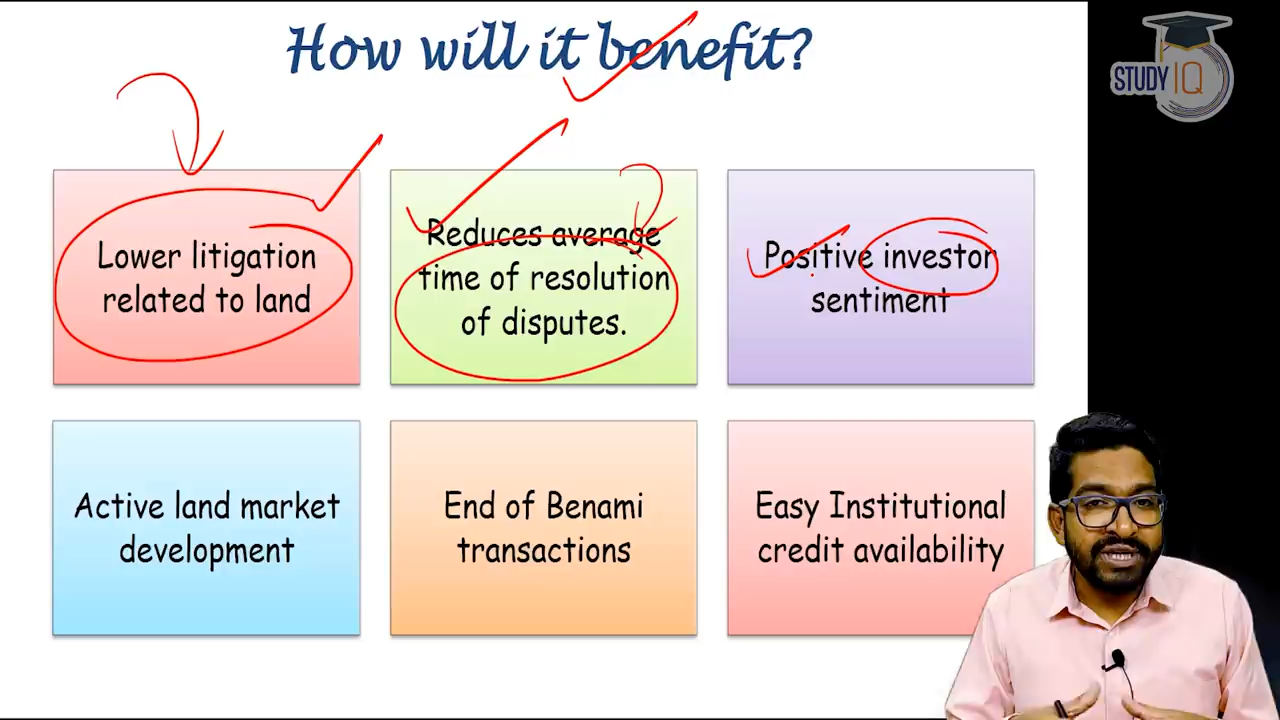 How will it benefit?
STUDY IQ
Lower litigation
related to land
Reduces average
time of resolution
of disputes.
Positive investor
sentiment
Active land market
development
End of Benami
transactions
Easy Institutional
credit availability